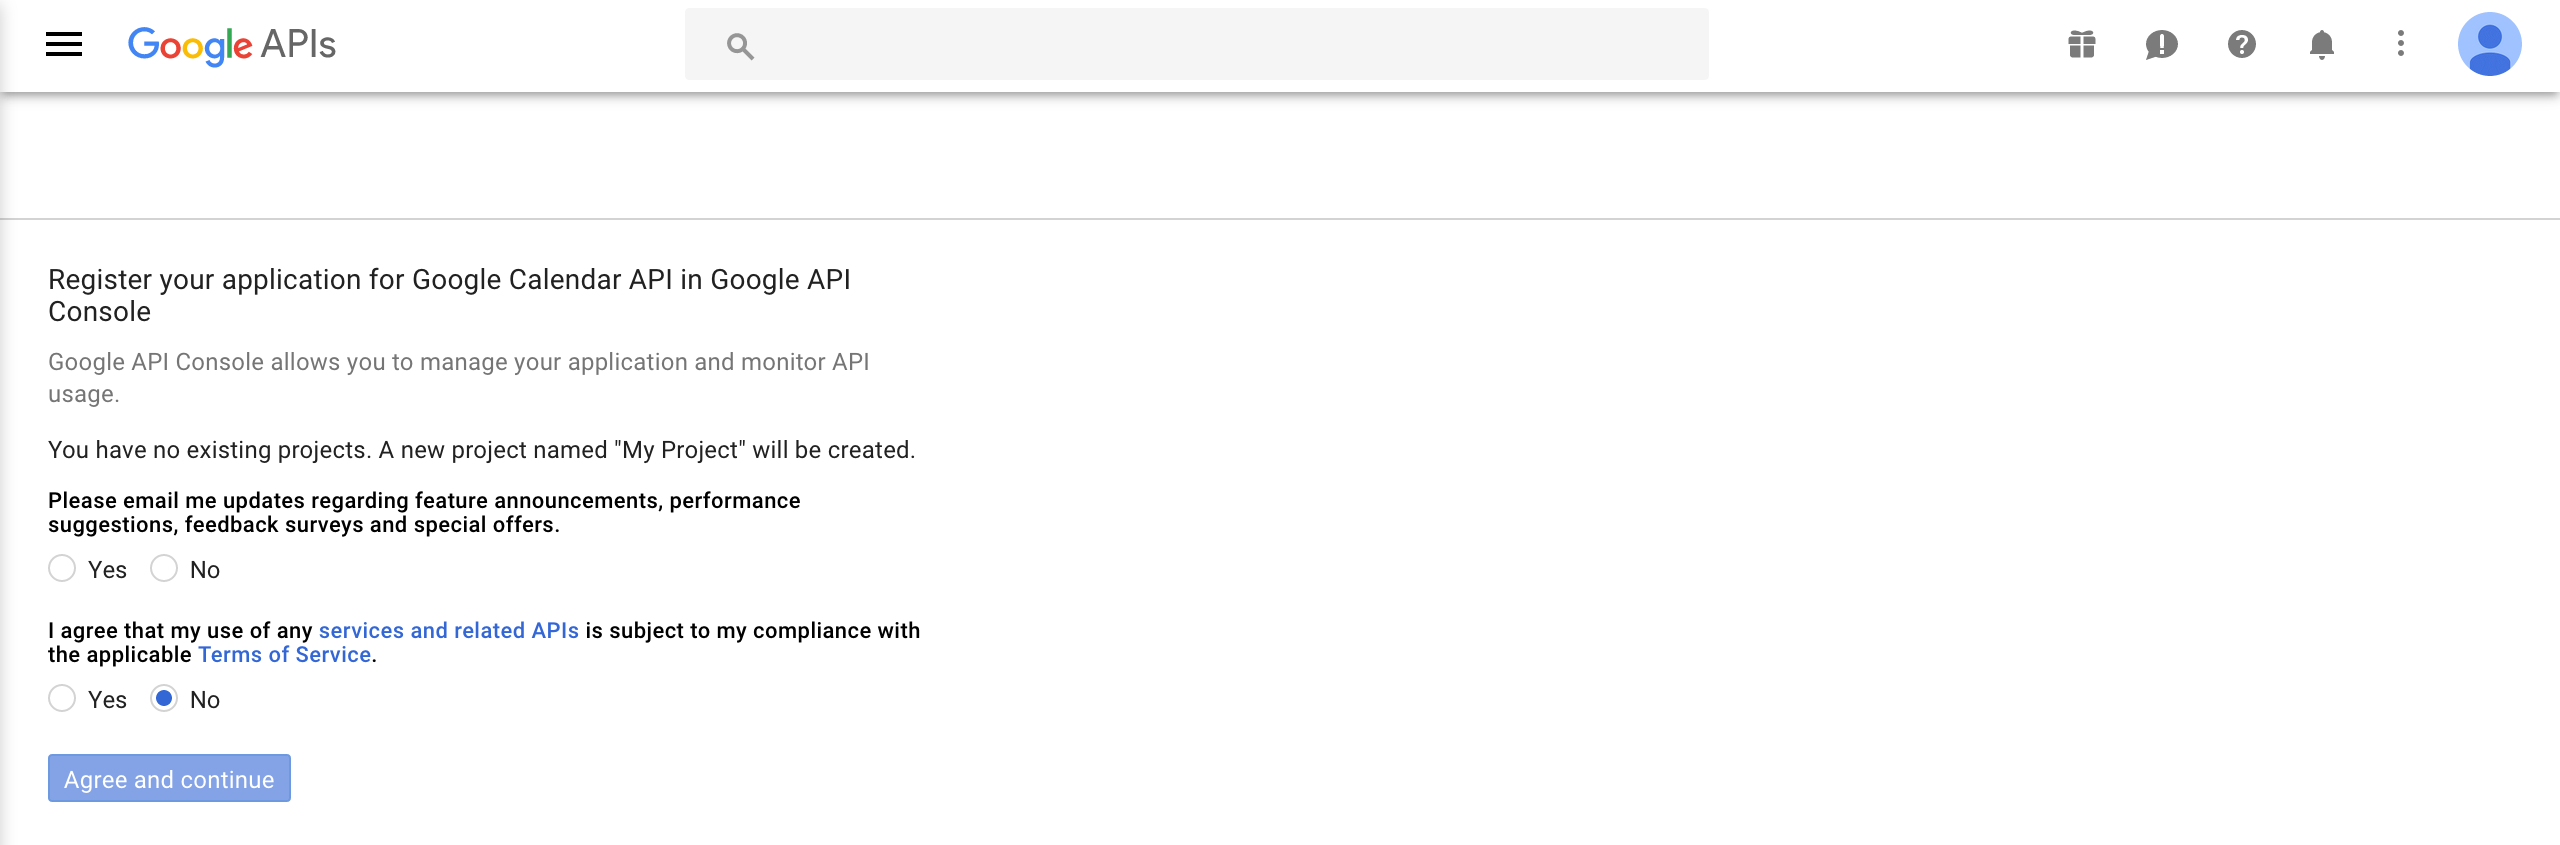 Google APIs
Register your application for Google Calendar API in Google API
Console
Google API Console allows you to manage your application and monitor API
usage.
You have no existing projects. A new project named "My Project" will be created.
Please email me updates regarding feature announcements, performance
suggestions, feedback surveys and special offers.
Yes No
I agree that my use of any services and related APIs is subject to my compliance with
the applicable Terms of Service.
Yes No
Agree and continue